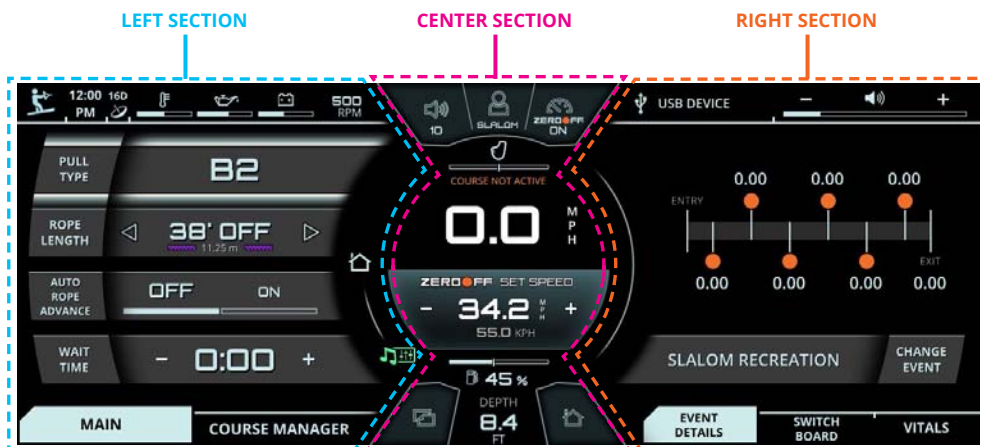 LEFT SECTION
CENTER SECTION
RIGHT SECTION
12:00
PM
16D
500
RPM
10
SLALOM
ZEROOFF
ON
USB DEVICE
-
+
PULL
TYPE
B2
ROPE
LENGTH
38' OFF
11.25 m
AUTO
ROPE
ADVANCE
OFF
ON
WAIT
TIME
- 0:00 +
MAIN
COURSE MANAGER
COURSE NOT ACTIVE
0.0
MPH
ZEROOFF SET SPEED
- 34.2 MPH +
55.0 KPH
45 %
DEPTH
8.4
FT
0.00 0.00 0.00
ENTRY
EXIT
0.00 0.00 0.00 0.00
SLALOM RECREATION
CHANGE
EVENT
EVENT
DETAILS
SWITCH
BOARD
VITALS